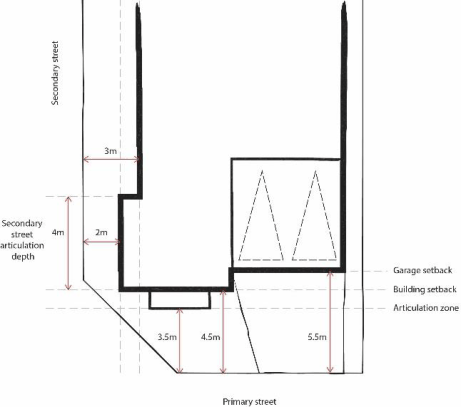 Secondary street
3m
Secondary
street
articulation
depth
4m
2m
Garage setback
Building setback
Articulation zone
3.5m
4.5m
5.5m
Primary street